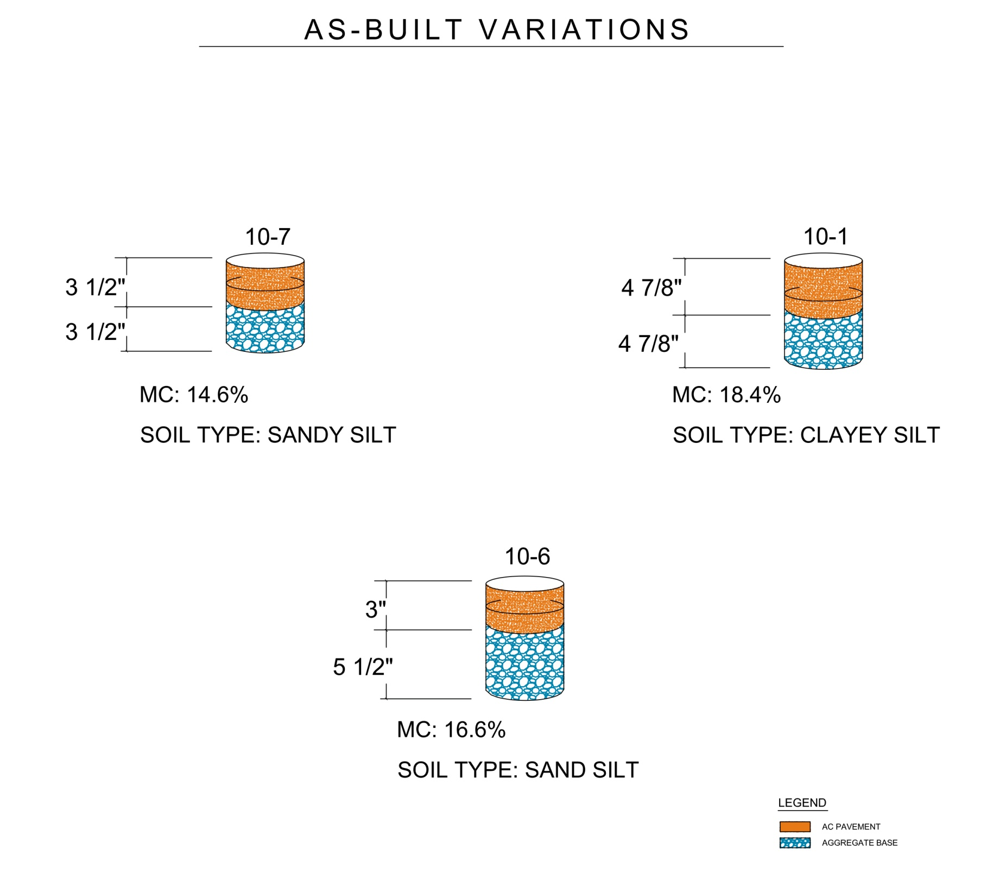 AS-BUILT VARIATIONS
10-7
3 1/2"
3 1/2"
MC: 14.6%
SOIL TYPE: SANDY SILT
10-1
4 7/8"
4 7/8"
MC: 18.4%
SOIL TYPE: CLAYEY SILT
10-6
3"
5 1/2"
MC: 16.6%
SOIL TYPE: SAND SILT
LEGEND
AC PAVEMENT
AGGREGATE BASE